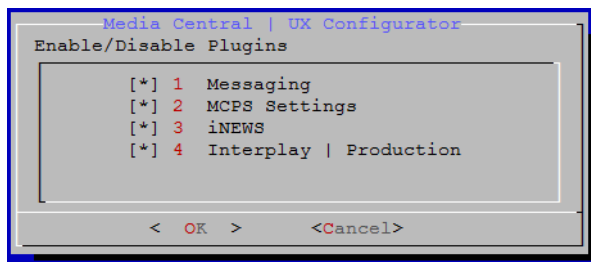 Media Central | UX Configurator
Enable/Disable Plugins
[*] 1 Messaging
[*] 2 MCPS Settings
[*] 3 iNEWS
[*] 4 Interplay | Production
< OK > <Cancel>